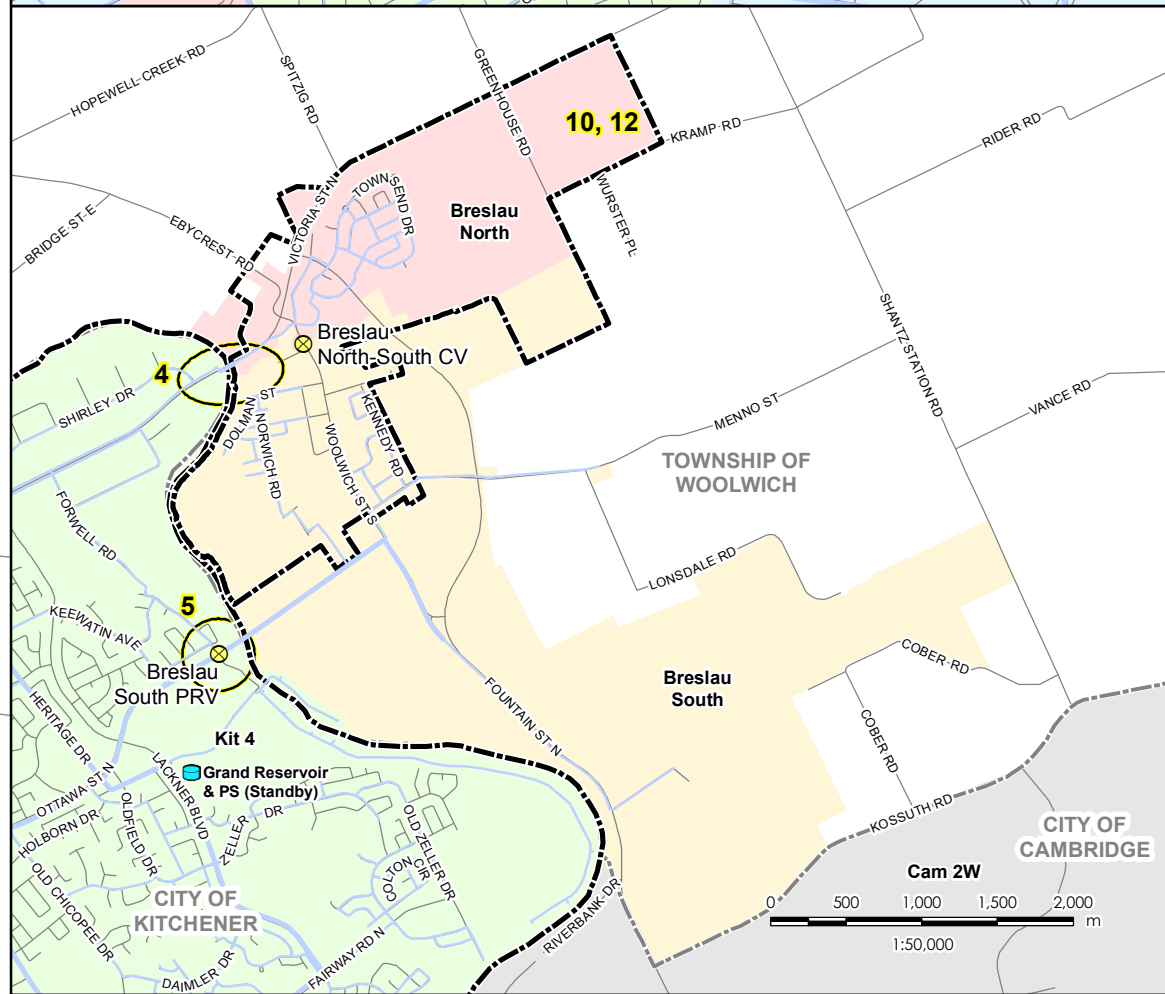 HOPEWELL-CREEK-RD
SPITZIG RD
GREENHOUSE RD
10, 12
KRAMP RD
RIDER RD
WURSTER PL
VICTORIA ST N
TOWNSEND DR
Breslau
North
BRIDGE ST E
EBYCREST RD
SHANTZ STATION RD
Breslau
North-South CV
4
SHIRLEY DR
DOLMAN ST
NORWICH RD
WOOLWICH ST S
KENNEDY RD
MENNO ST
VANCE RD
TOWNSHIP OF
WOOLWICH
FORWELL RD
LONSDALE RD
5
KEEWATIN AVE
Breslau
South PRV
COBER RD
Breslau
South
HERITAGE DR
FOUNTAIN ST N
COBER RD
Kit 4
LACKNER BLVD
Grand Reservoir
& PS (Standby)
OTTAWA ST N
HOLBORN DR
OLDFIELD DR
ZELLER DR
OLD ZELLER DR
KOSSUTH RD
CITY OF
CAMBRIDGE
COLTON CIR
OLD CHICOPEE DR
CITY OF
KITCHENER
Cam 2W
RIVERBANK DR
0 500 1,000 1,500 2,000
m
1:50,000
FAIRWAY RD N
DAIMLER DR